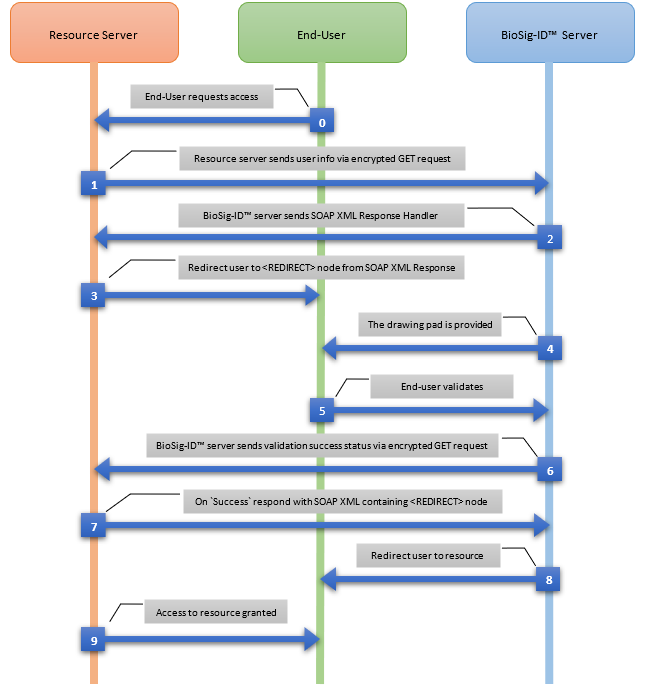 Resource Server
End-User
BioSig-ID™ Server
End-User requests access
0
Resource server sends user info via encrypted GET request
1
BioSig-ID™ server sends SOAP XML Response Handler
2
Redirect user to <REDIRECT> node from SOAP XML Response
3
The drawing pad is provided
4
End-user validates
5
BioSig-ID™ server sends validation success status via encrypted GET request
6
On `Success` respond with SOAP XML containing <REDIRECT> node
7
Redirect user to resource
8
Access to resource granted
9